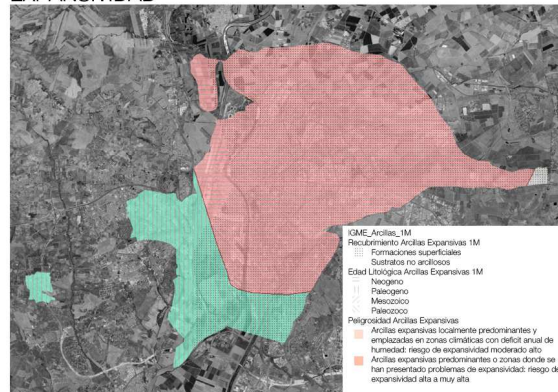 EXPANSIVIDAD
IGME_Arcillas_1M
Recubrimiento Arcillas Expansivas 1M
Formaciones superficiales
Sustratos no arcillosos
Edad Litológica Arcillas Expansivas 1M
Neogeno
Paleogeno
Mesozoico
Paleozoco
Peligrosidad Arcillas Expansivas
Arcillas expansivas localmente predominantes y
emplazadas en zonas climáticas con deficit anual de
humedad: riesgo de expansividad moderado alto
Arcillas expansivas predominantes o zonas donde se
han presentado problemas de expansividad: riesgo de
expansividad alta a muy alta